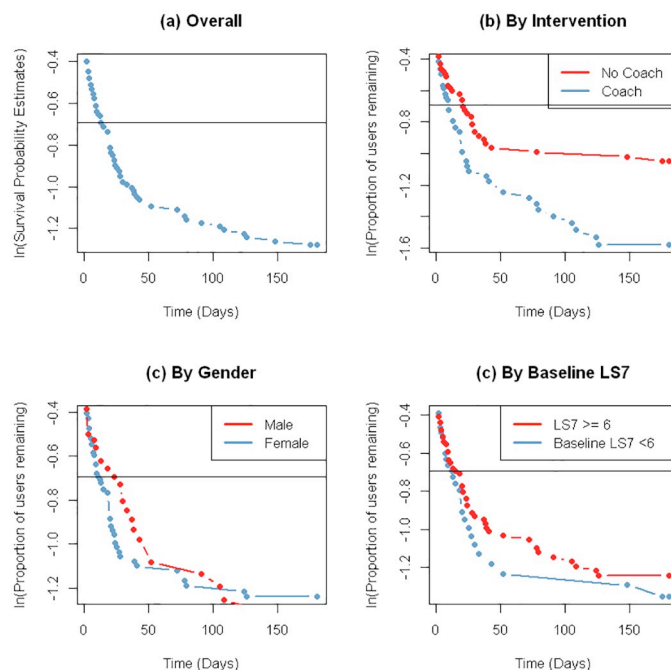 (a) Overall
ln(Survival Probability Estimates)
-0.4
-0.6
-0.8
-1.0
-1.2
0 50 100 150
Time (Days)
(b) By Intervention
ln(Proportion of users remaining)
-0.4
-0.8
-1.2
-1.6
No Coach
Coach
0 50 100 150
Time (Days)
(c) By Gender
ln(Proportion of users remaining)
-0.4
-0.6
-0.8
-1.0
-1.2
Male
Female
0 50 100 150
Time (Days)
(c) By Baseline LS7
ln(Proportion of users remaining)
-0.4
-0.6
-0.8
-1.0
-1.2
LS7 >= 6
Baseline LS7 <6
0 50 100 150
Time (Days)